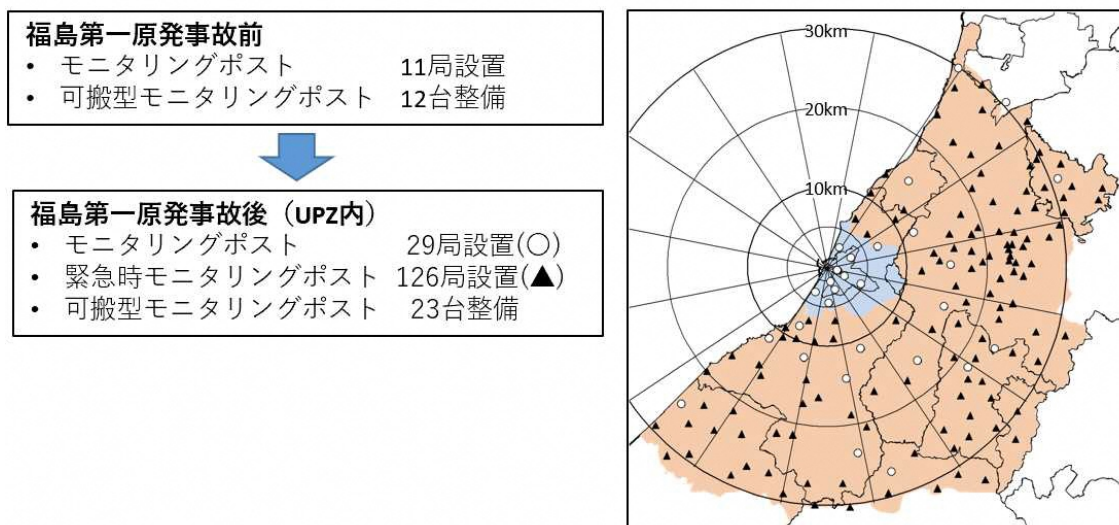 福島第一原発事故前
• モニタリングポスト 11局設置
• 可搬型モニタリングポスト 12台整備
福島第一原発事故後(UPZ内)
• モニタリングポスト 29局設置(○)
• 緊急時モニタリングポスト 126局設置(▲)
• 可搬型モニタリングポスト 23台整備
30km
20km
10km